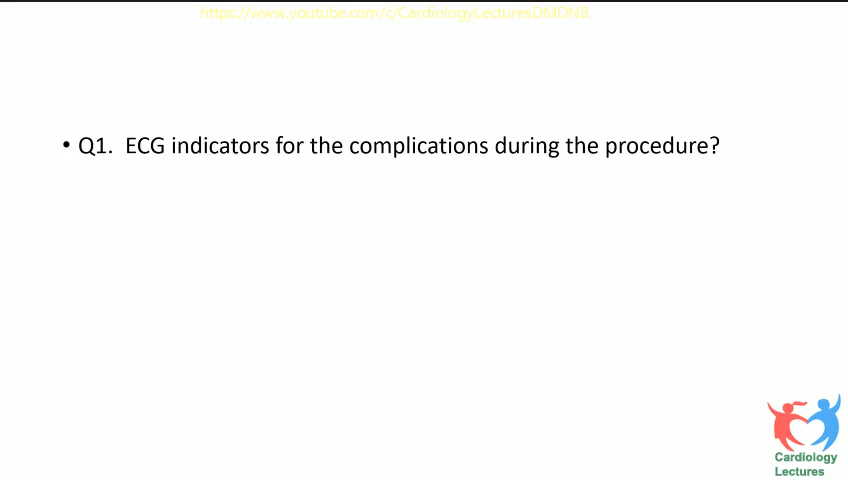 https://www.youtube.com/c/CardiologyLecturesDMDNB
• Q1. ECG indicators for the complications during the procedure?
Cardiology
Lectures